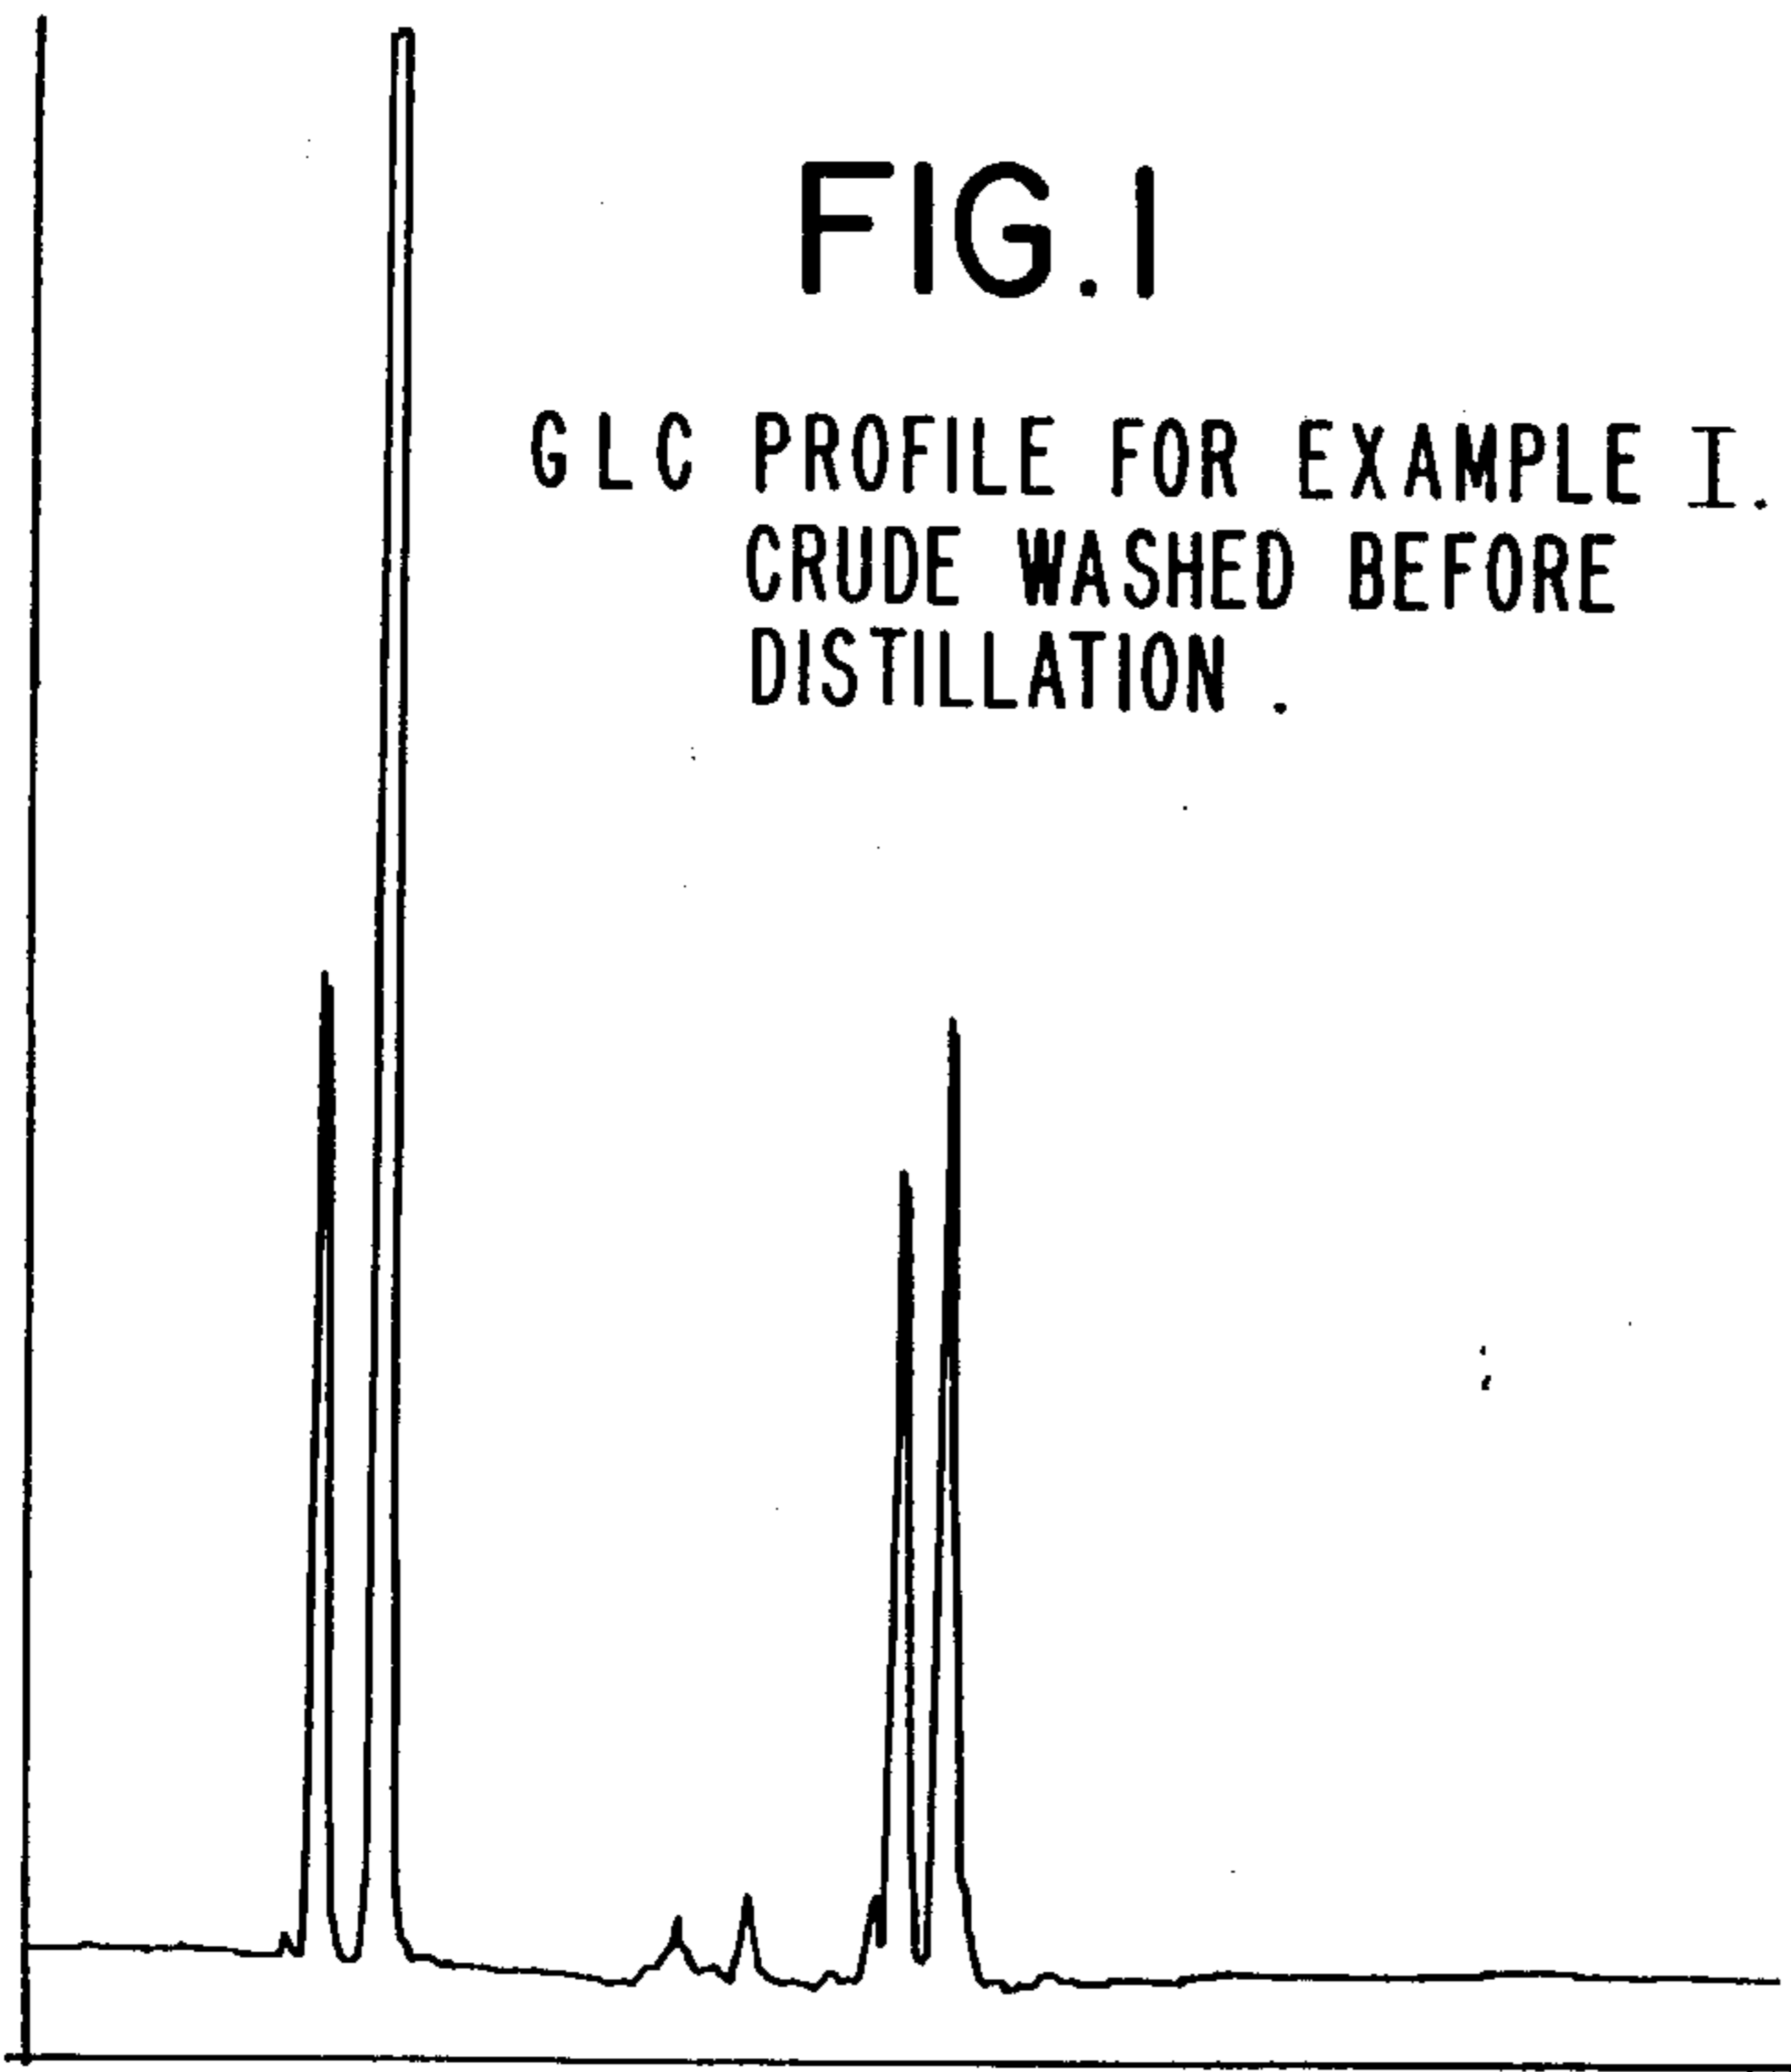 FIG.1
GLC PROFILE FOR EXAMPLE I.
CRUDE WASHED BEFORE
DISTILLATION.